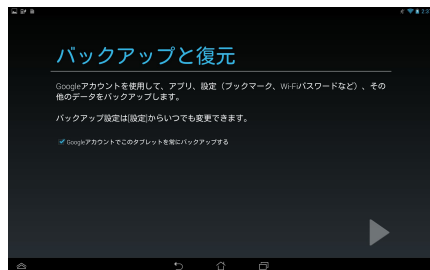 バックアップと復元
Googleアカウントを使用して、アプリ、設定（ブックマーク、Wi-Fiパスワードなど）、その
他のデータをバックアップします。
バックアップ設定は[設定]からいつでも変更できます。
Googleアカウントでこのタブレットを常にバックアップする